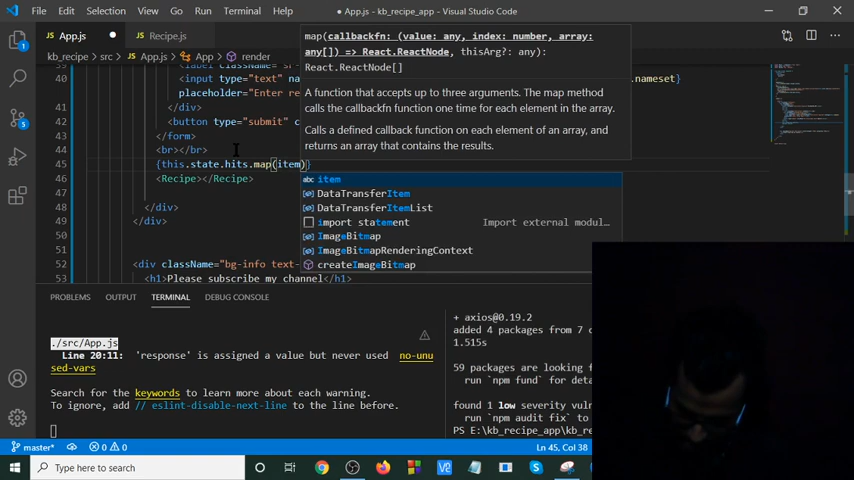 File Edit Selection View Go Run Terminal Help
● App.js - kb_recipe_app - Visual Studio Code
App.js ● Recipe.js
kb_recipe > src > App.js > App > render
40 <input type="text" na
.nameset}
placeholder="Enter re
41 </div>
42 <button type="submit" c
43 </form>
44 <br></br>
45 {this.state.hits.map(item)}
46 <Recipe></Recipe>
47
48 </div>
49 </div>
50
51
52 <div className="bg-info text-
53 <h1>Please subscribe my channel</h1>
map(callbackfn: (value: any, index: number, array:
any[]) => React.ReactNode, thisArg?: any):
React.ReactNode[]
A function that accepts up to three arguments. The map method
calls the callbackfn function one time for each element in the array.
Calls a defined callback function on each element of an array, and
returns an array that contains the results.
abc item
DataTransferItem
DataTransferItemList
import statement Import external modul...
ImageBitmap
ImageBitmapRenderingContext
createImageBitmap
PROBLEMS OUTPUT TERMINAL DEBUG CONSOLE
./src/App.js
Line 20:11: 'response' is assigned a value but never used no-unu
sed-vars
Search for the keywords to learn more about each warning.
To ignore, add // eslint-disable-next-line to the line before.
+ axios@0.19.2
added 4 packages from 7 c
1.515s
59 packages are looking f
run `npm fund` for deta
found 1 low severity vuln
run `npm audit fix` to
PS E:\kb_recipe_app\kb_re
master* 0 0
Ln 45, Col 38
Type here to search